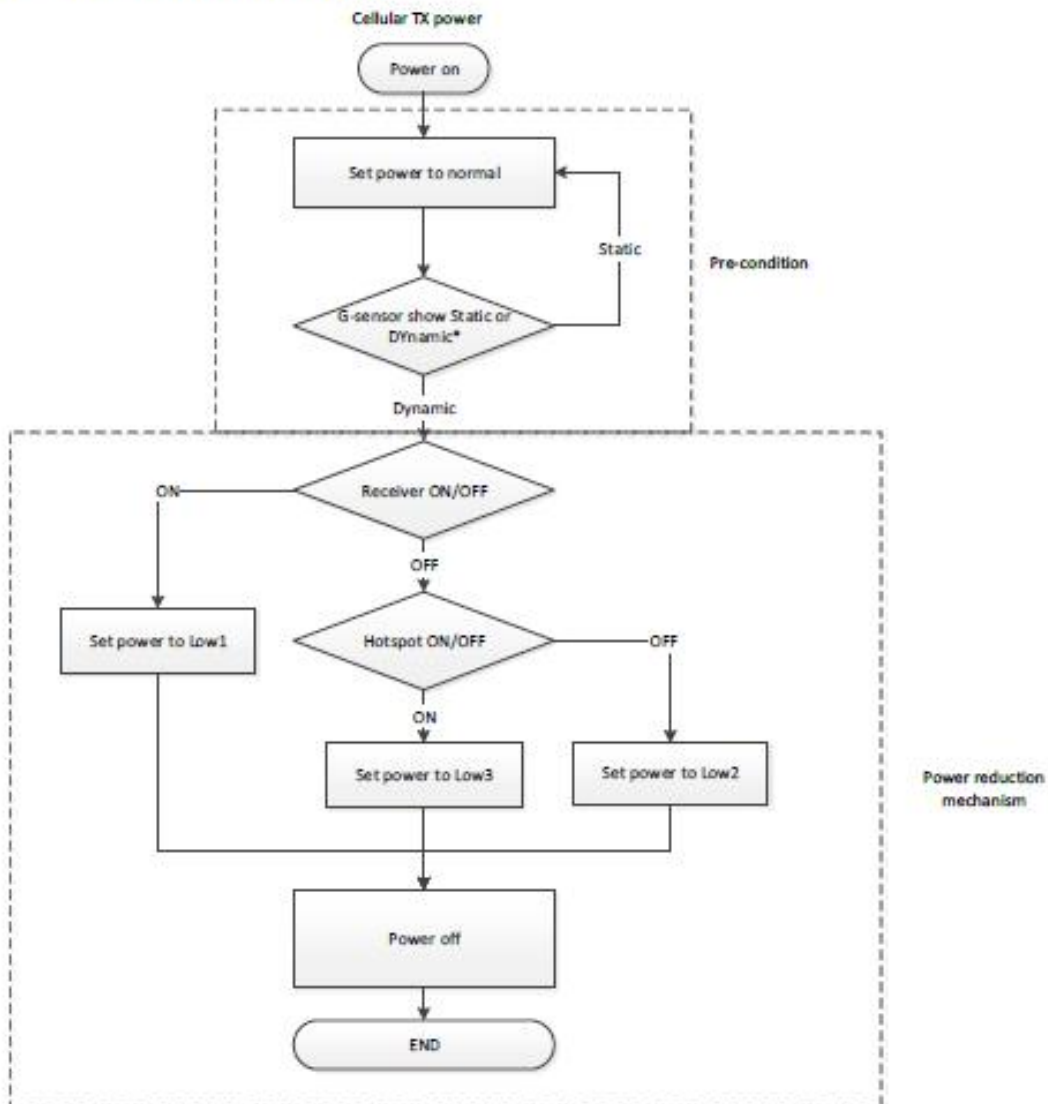 Cellular TX power
Power on
Set power to normal
Static
Pre-condition
G-sensor show Static or
DYnamic*
Dynamic
Receiver ON/OFF
ON
OFF
Set power to Low1
Hotspot ON/OFF
OFF
ON
Set power to Low3
Set power to Low2
Power reduction
mechanism
Power off
END